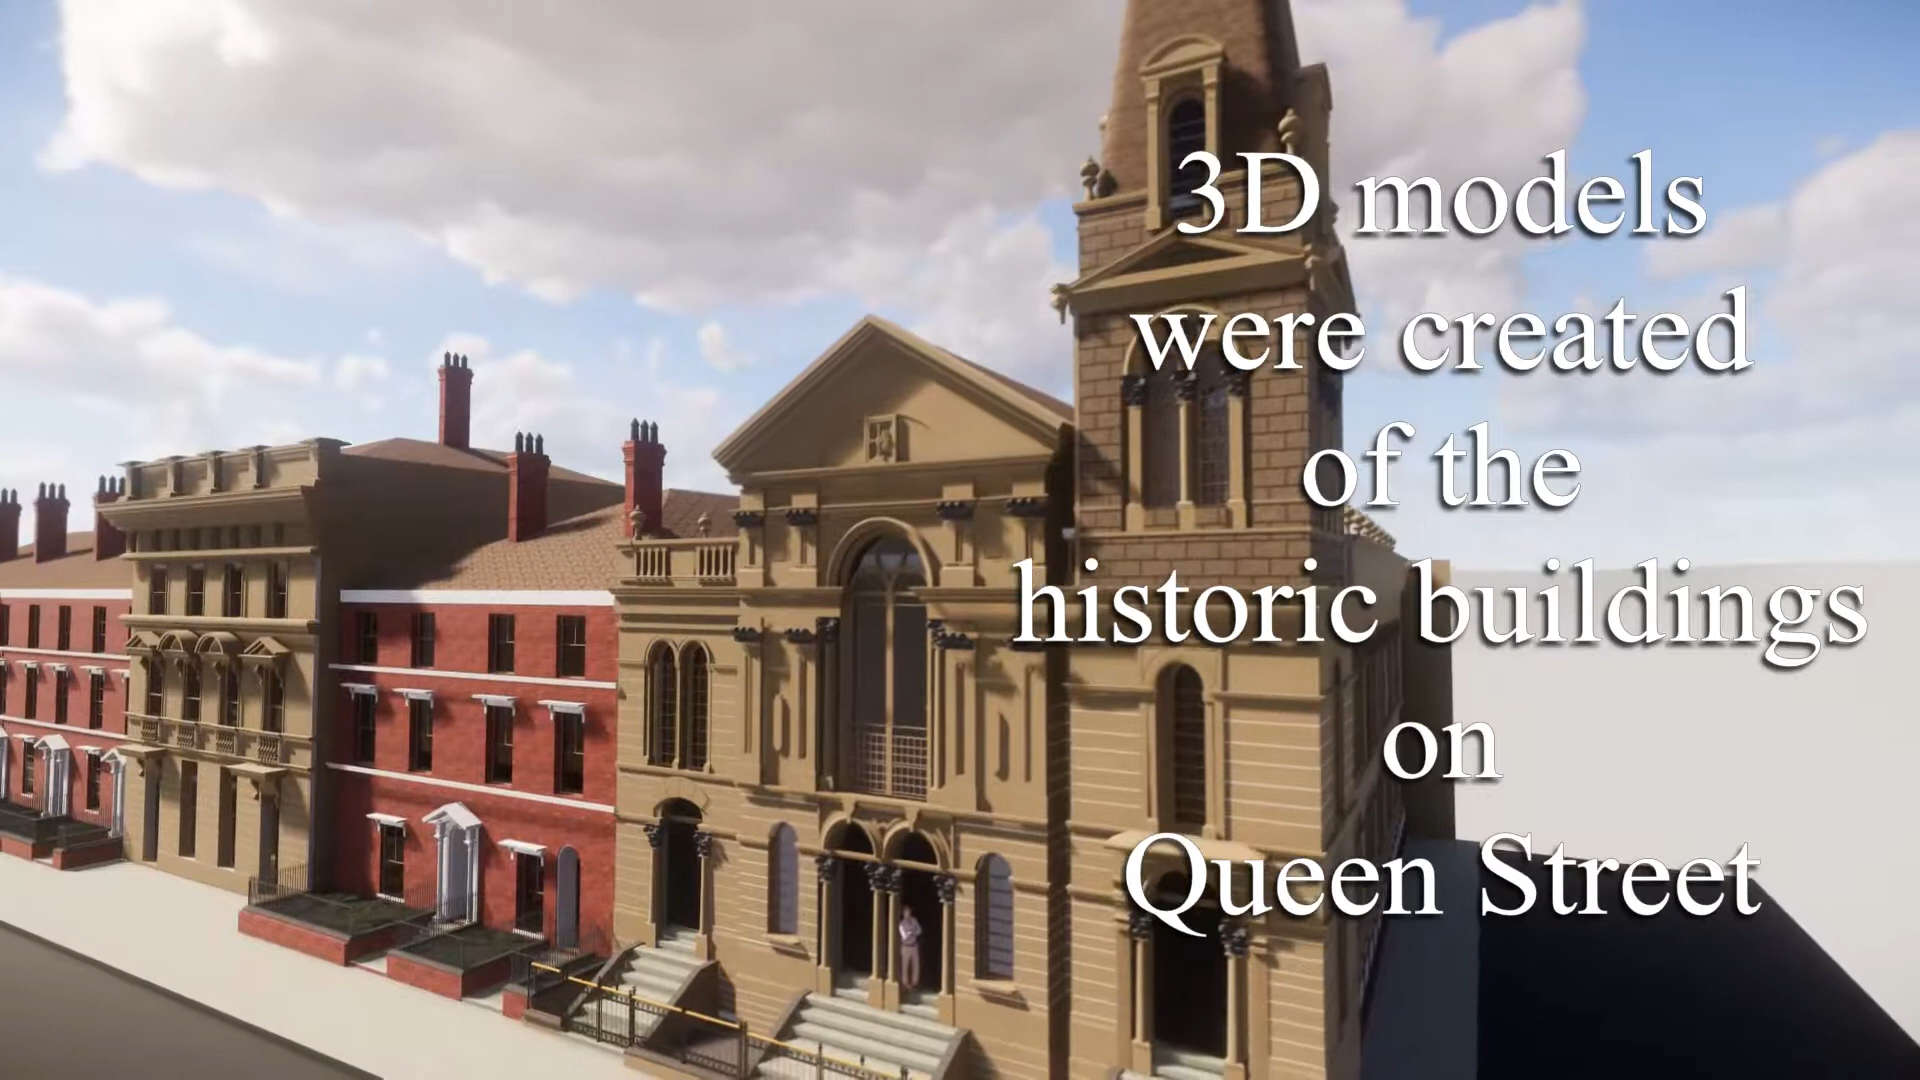 3D models
were created
of the
historic buildings
on
Queen Street